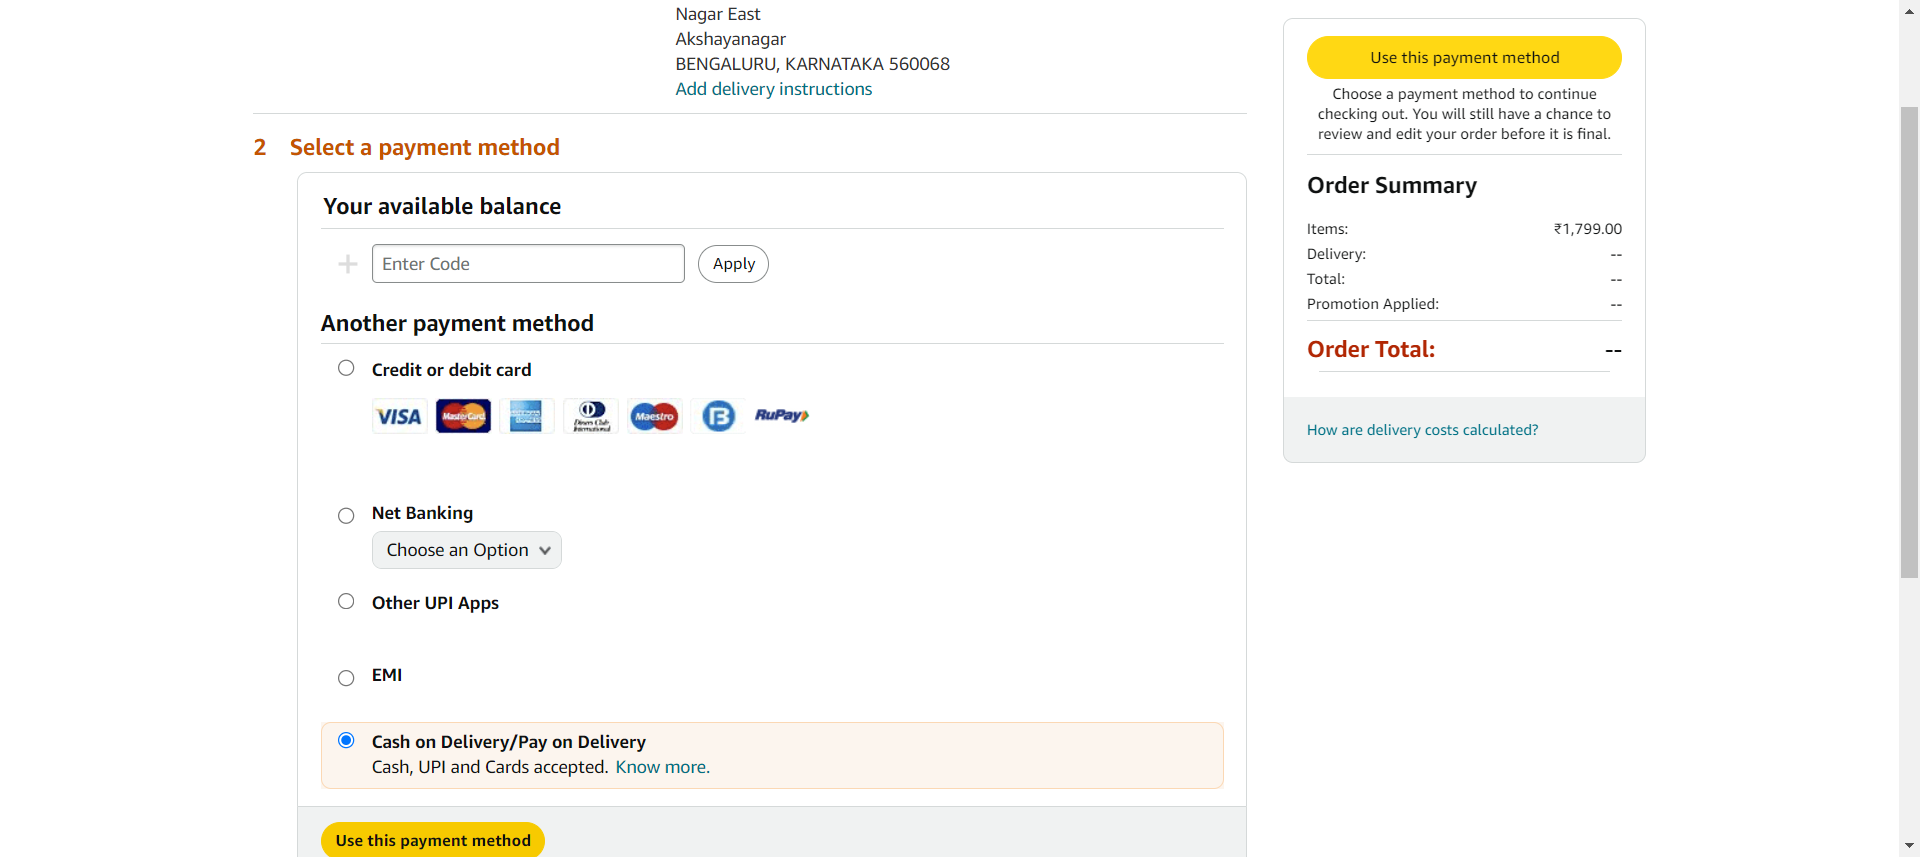 Nagar East
Akshayanagar
BENGALURU, KARNATAKA 560068
Add delivery instructions
2 Select a payment method
Your available balance
Enter Code
Apply
Another payment method
Credit or debit card
VISA MasterCard Diners Club International Maestro B RuPay
Net Banking
Choose an Option
Other UPI Apps
EMI
Cash on Delivery/Pay on Delivery
Cash, UPI and Cards accepted. Know more.
Use this payment method
Use this payment method
Choose a payment method to continue
checking out. You will still have a chance to
review and edit your order before it is final.
Order Summary
Items: ₹1,799.00
Delivery: --
Total: --
Promotion Applied: --
Order Total: --
How are delivery costs calculated?